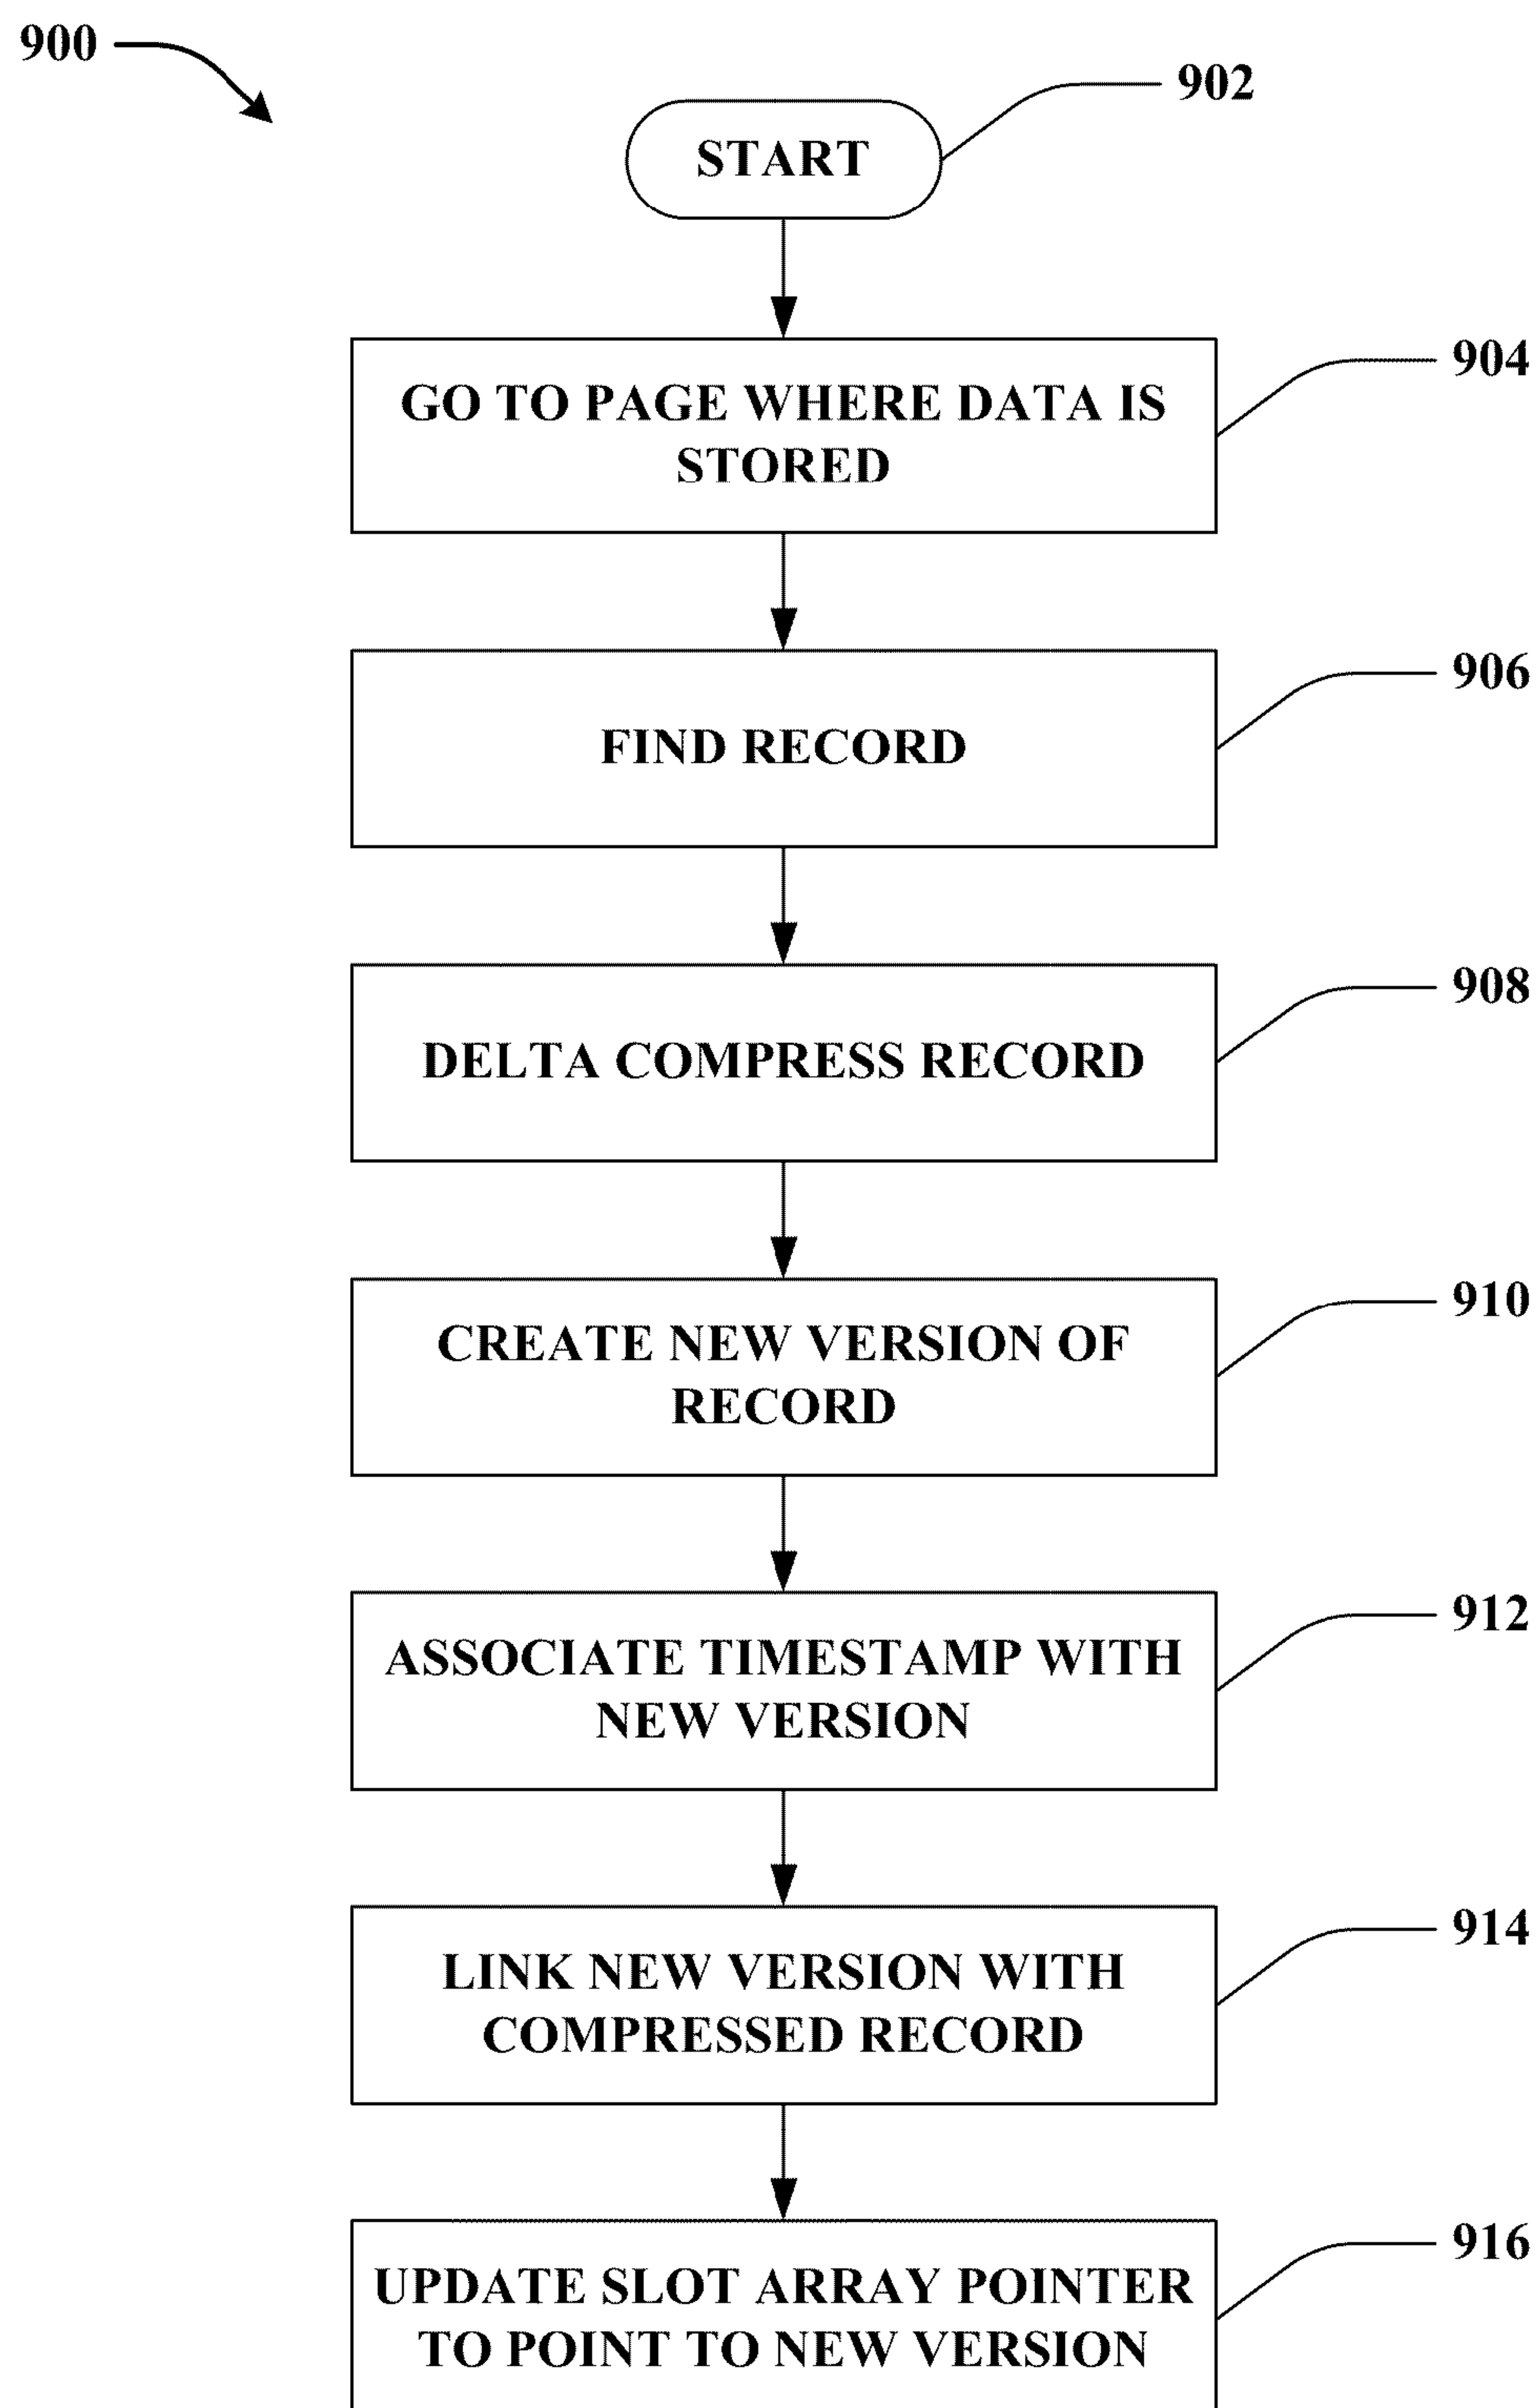 900
902
START
904
GO TO PAGE WHERE DATA IS
STORED
906
FIND RECORD
908
DELTA COMPRESS RECORD
910
CREATE NEW VERSION OF
RECORD
912
ASSOCIATE TIMESTAMP WITH
NEW VERSION
914
LINK NEW VERSION WITH
COMPRESSED RECORD
916
UPDATE SLOT ARRAY POINTER
TO POINT TO NEW VERSION